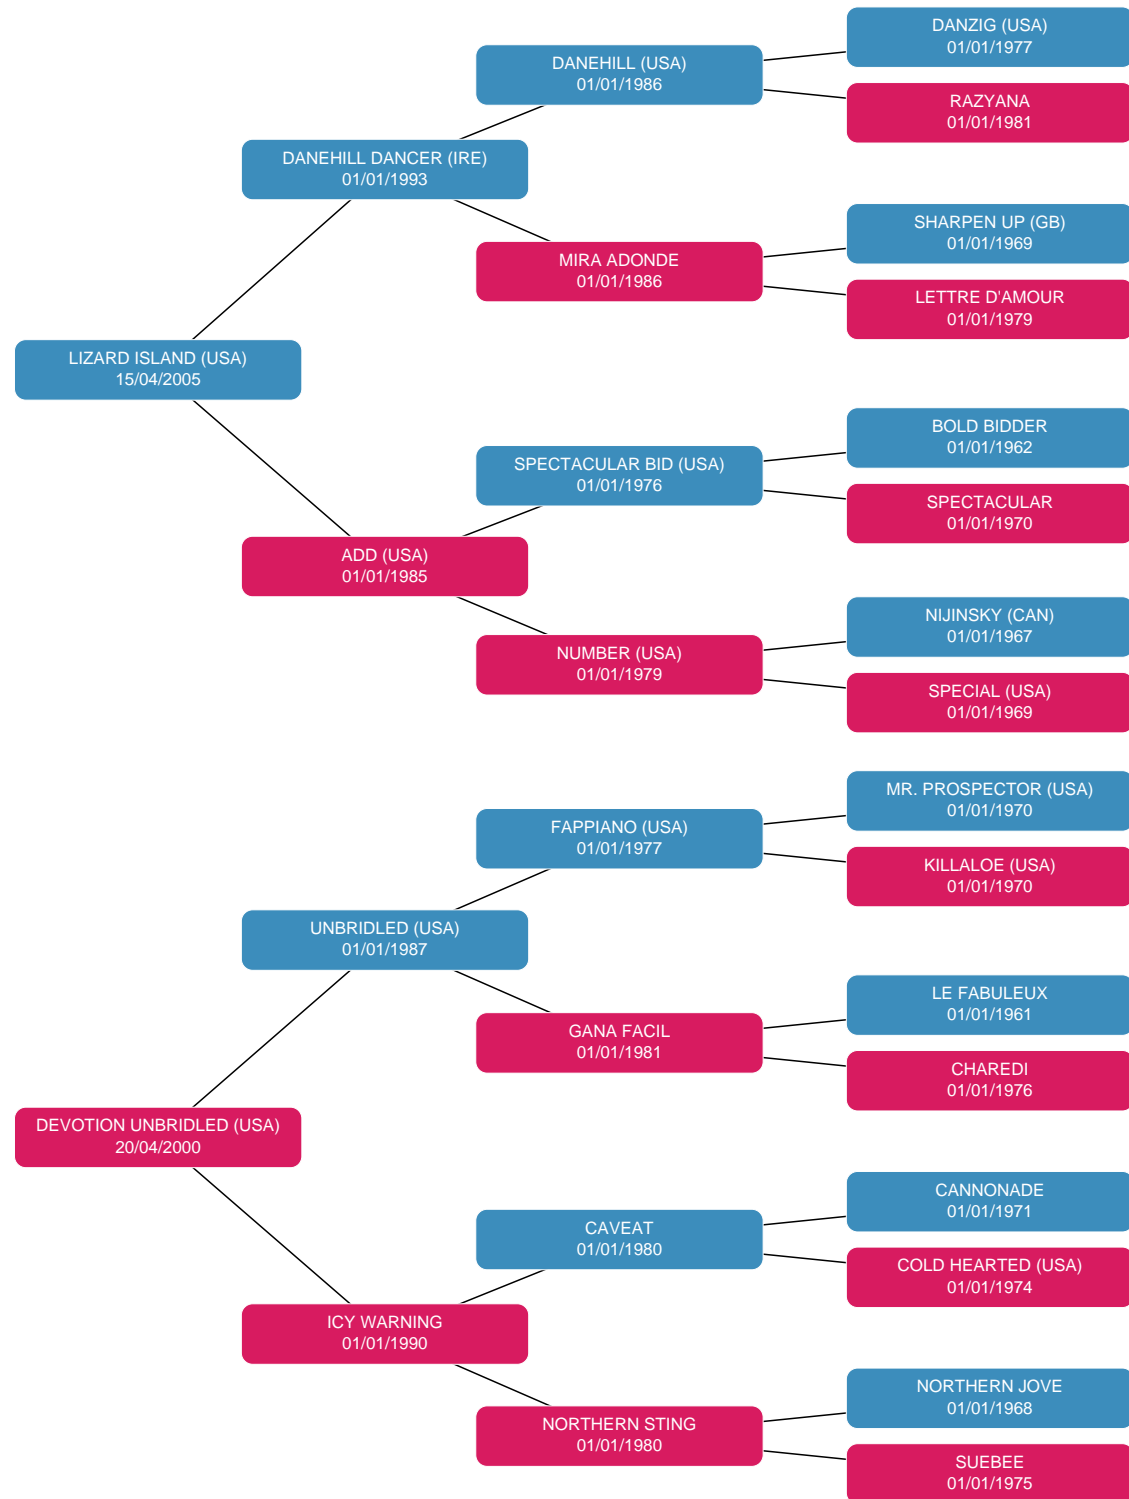 DANZIG (USA)
01/01/1977
DANEHILL (USA)
01/01/1986
RAZYANA
01/01/1981
DANEHILL DANCER (IRE)
01/01/1993
SHARPEN UP (GB)
01/01/1969
MIRA ADONDE
01/01/1986
LETTRE D'AMOUR
01/01/1979
LIZARD ISLAND (USA)
15/04/2005
BOLD BIDDER
01/01/1962
SPECTACULAR BID (USA)
01/01/1976
SPECTACULAR
01/01/1970
ADD (USA)
01/01/1985
NIJINSKY (CAN)
01/01/1967
NUMBER (USA)
01/01/1979
SPECIAL (USA)
01/01/1969
MR. PROSPECTOR (USA)
01/01/1970
FAPPIANO (USA)
01/01/1977
KILLALOE (USA)
01/01/1970
UNBRIDLED (USA)
01/01/1987
LE FABULEUX
01/01/1961
GANA FACIL
01/01/1981
CHAREDI
01/01/1976
DEVOTION UNBRIDLED (USA)
20/04/2000
CANNONADE
01/01/1971
CAVEAT
01/01/1980
COLD HEARTED (USA)
01/01/1974
ICY WARNING
01/01/1990
NORTHERN JOVE
01/01/1968
NORTHERN STING
01/01/1980
SUEBEE
01/01/1975